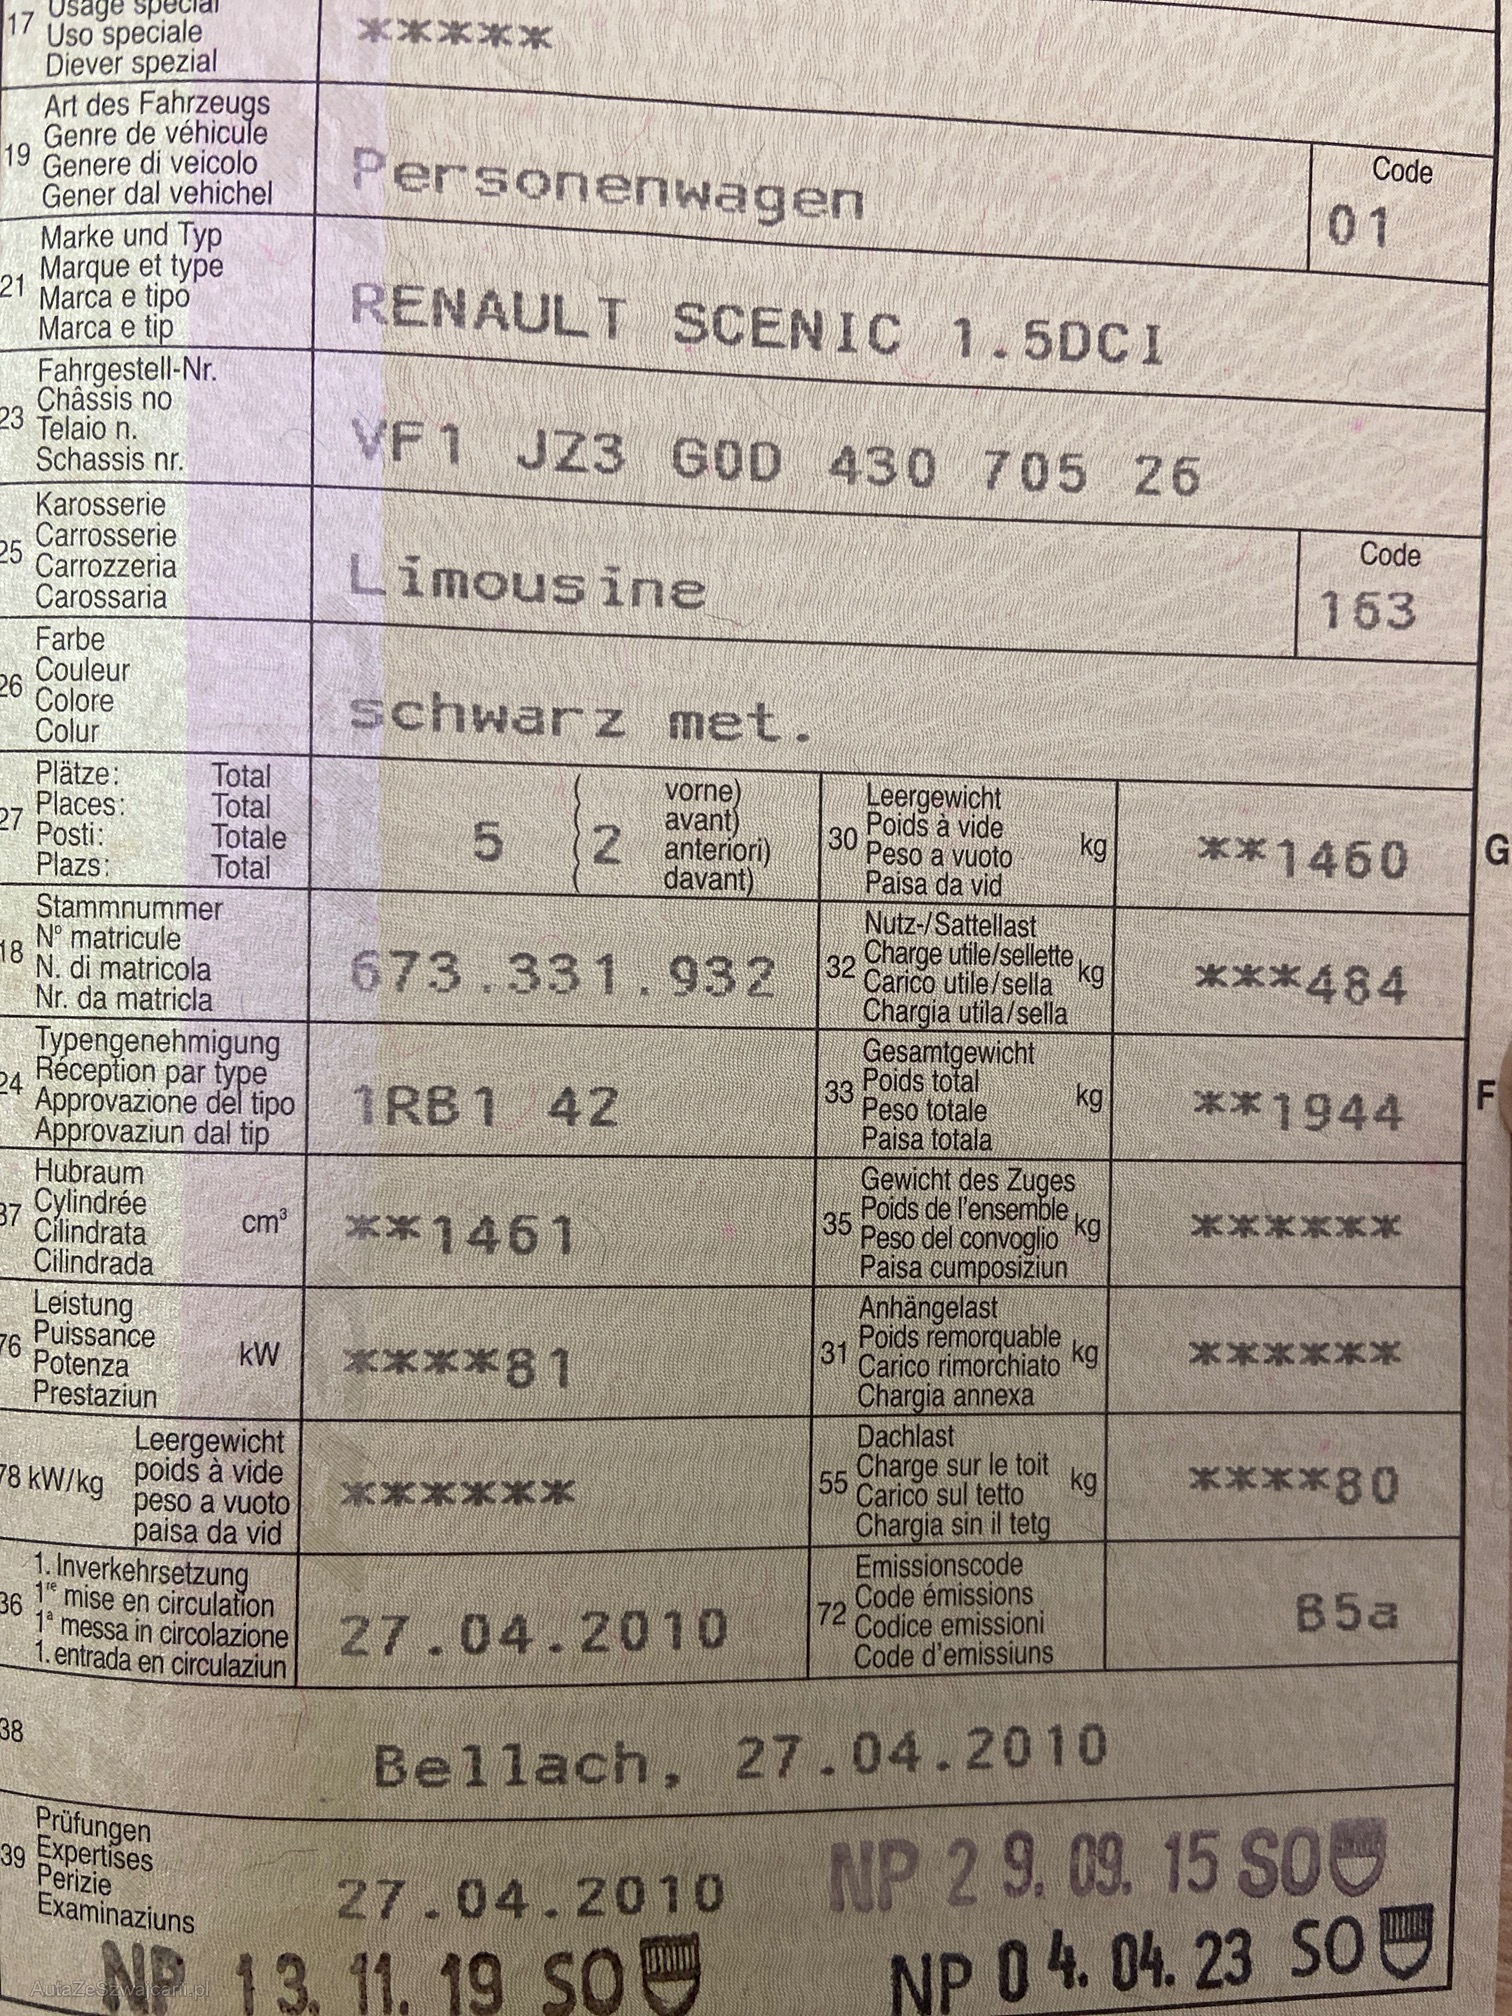 17 Usage spécial
Uso speciale
Diever spezial
*****
19 Art des Fahrzeugs
Genre de véhicule
Genere di veicolo
Gener dal vehichel
Personenwagen
Code
01
21 Marke und Typ
Marque et type
Marca e tipo
Marca e tip
RENAULT SCENIC 1.5DCI
23 Fahrgestell-Nr.
Châssis no
Telaio n.
Schassis nr.
VF1 JZ3 G0D 430 705 26
25 Karosserie
Carrosserie
Carrozzeria
Carossaria
Limousine
Code
163
26 Farbe
Couleur
Colore
Colur
schwarz met.
27 Plätze: Total
Places: Total
Posti: Totale
Plazs: Total
5 ( 2 vorne)
avant)
anteriori)
davant)
30 Leergewicht
Poids à vide
Peso a vuoto
Paisa da vid
kg
**1460
G
18 Stammnummer
N° matricule
N. di matricola
Nr. da matricla
673.331.932
32 Nutz-/Sattellast
Charge utile/sellette
Carico utile/sella
Chargia utila/sella
kg
***484
24 Typengenehmigung
Réception par type
Approvazione del tipo
Approvaziun dal tip
1RB1 42
33 Gesamtgewicht
Poids total
Peso totale
Paisa totala
kg
**1944
F
37 Hubraum
Cylindrée
Cilindrata
Cilindrada
cm³
**1461
35 Gewicht des Zuges
Poids de l'ensemble
Peso del convoglio
Paisa cumposiziun
kg
******
76 Leistung
Puissance
Potenza
Prestaziun
kW
****81
31 Anhängelast
Poids remorquable
Carico rimorchiato
Chargia annexa
kg
******
78 kW/kg
Leergewicht
poids à vide
peso a vuoto
paisa da vid
******
55 Dachlast
Charge sur le toit
Carico sul tetto
Chargia sin il tetg
kg
****80
36 1. Inverkehrsetzung
1re mise en circulation
1a messa in circolazione
1. entrada en circulaziun
27.04.2010
72 Emissionscode
Code émissions
Codice emissioni
Code d'emissiuns
B5a
38
Bellach, 27.04.2010
39 Prüfungen
Expertises
Perizie
Examinaziuns
27.04.2010
NP 2 9. 09. 15 SO
NP 13. 11. 19 SO
NP 0 4. 04. 23 SO
AutaZeSzwajcarii.pl